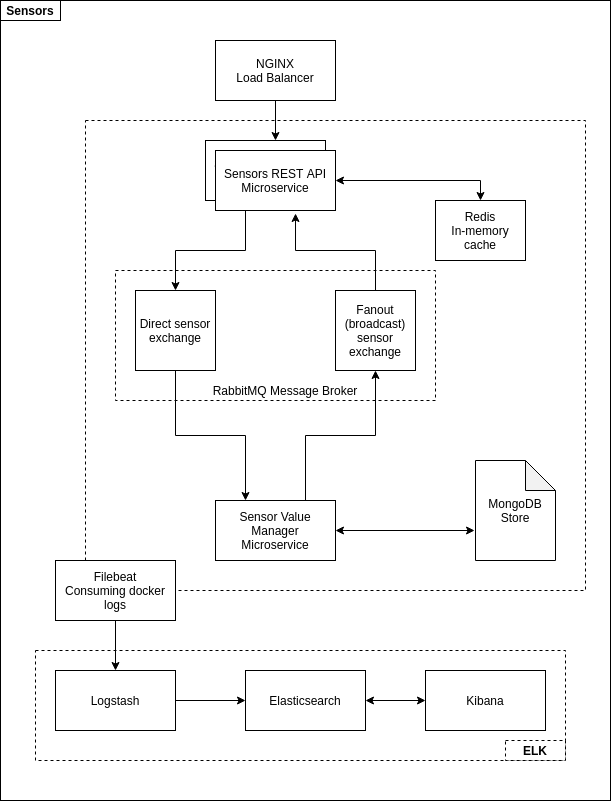 Sensors
NGINX
Load Balancer
Sensors REST API
Microservice
Redis
In-memory
cache
Direct sensor
exchange
Fanout
(broadcast)
sensor
exchange
RabbitMQ Message Broker
Sensor Value
Manager
Microservice
MongoDB
Store
Filebeat
Consuming docker
logs
Logstash
Elasticsearch
Kibana
ELK